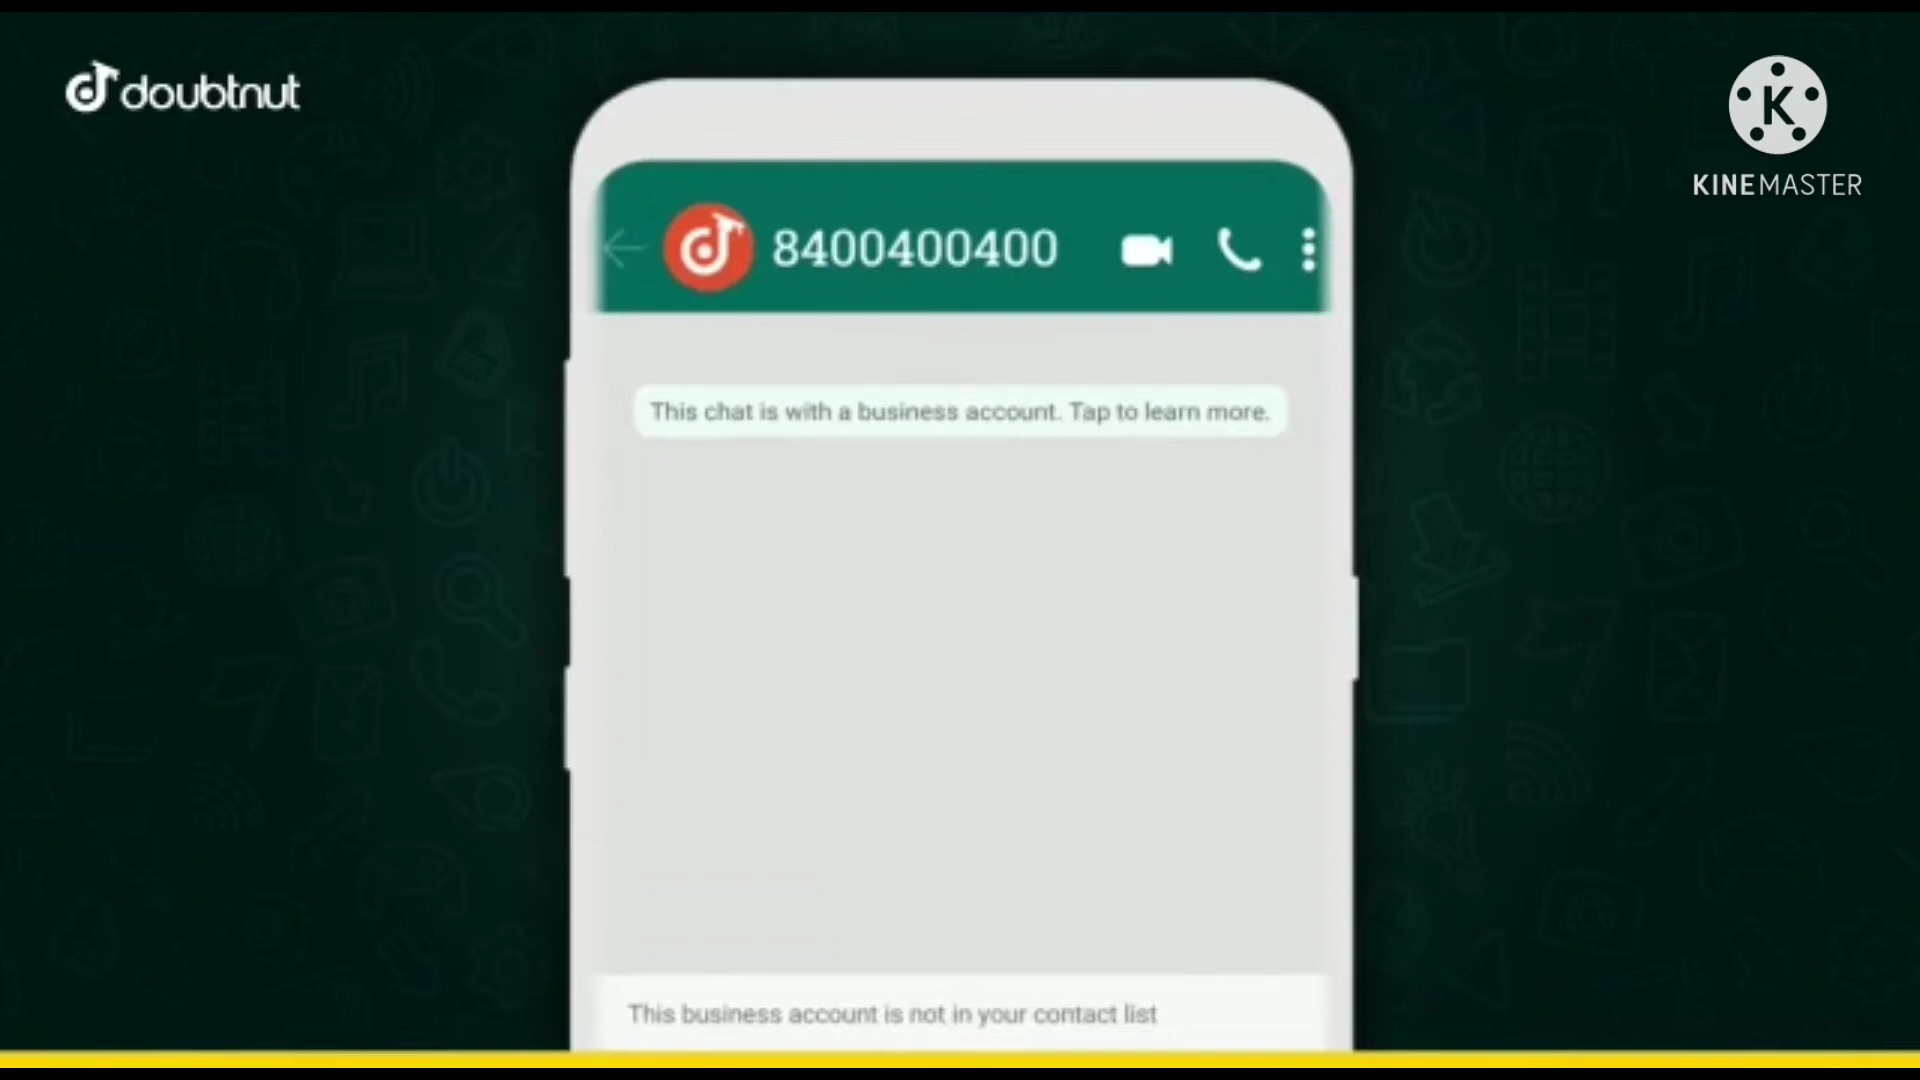 doubtnut
K
KINEMASTER
8400400400
This chat is with a business account. Tap to learn more.
This business account is not in your contact list